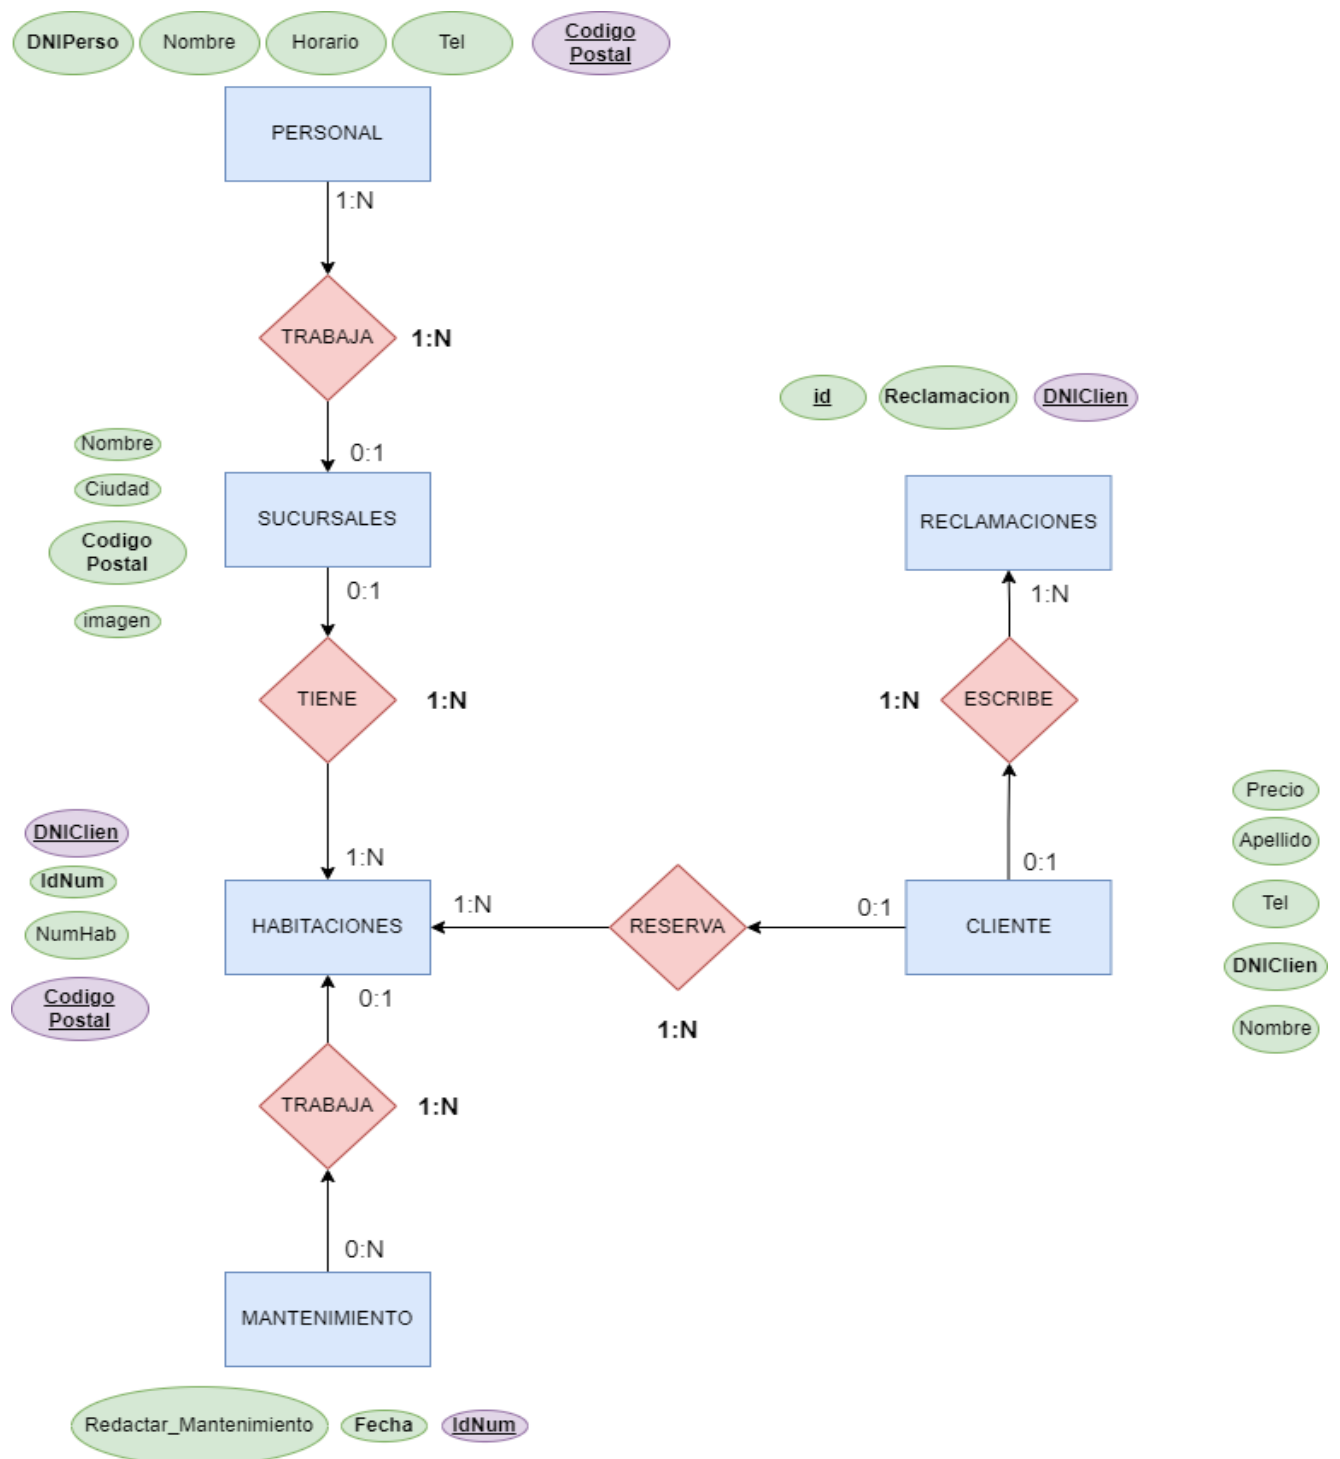 DNIPerso
Nombre
Horario
Tel
Codigo
Postal
PERSONAL
1:N
TRABAJA
1:N
0:1
Nombre
Ciudad
Codigo
Postal
imagen
SUCURSALES
0:1
TIENE
1:N
1:N
id
Reclamacion
DNIClien
RECLAMACIONES
1:N
1:N
ESCRIBE
0:1
Precio
Apellido
Tel
DNIClien
Nombre
DNIClien
IdNum
NumHab
Codigo
Postal
HABITACIONES
1:N
RESERVA
0:1
CLIENTE
1:N
0:1
TRABAJA
1:N
0:N
MANTENIMIENTO
Redactar_Mantenimiento
Fecha
IdNum